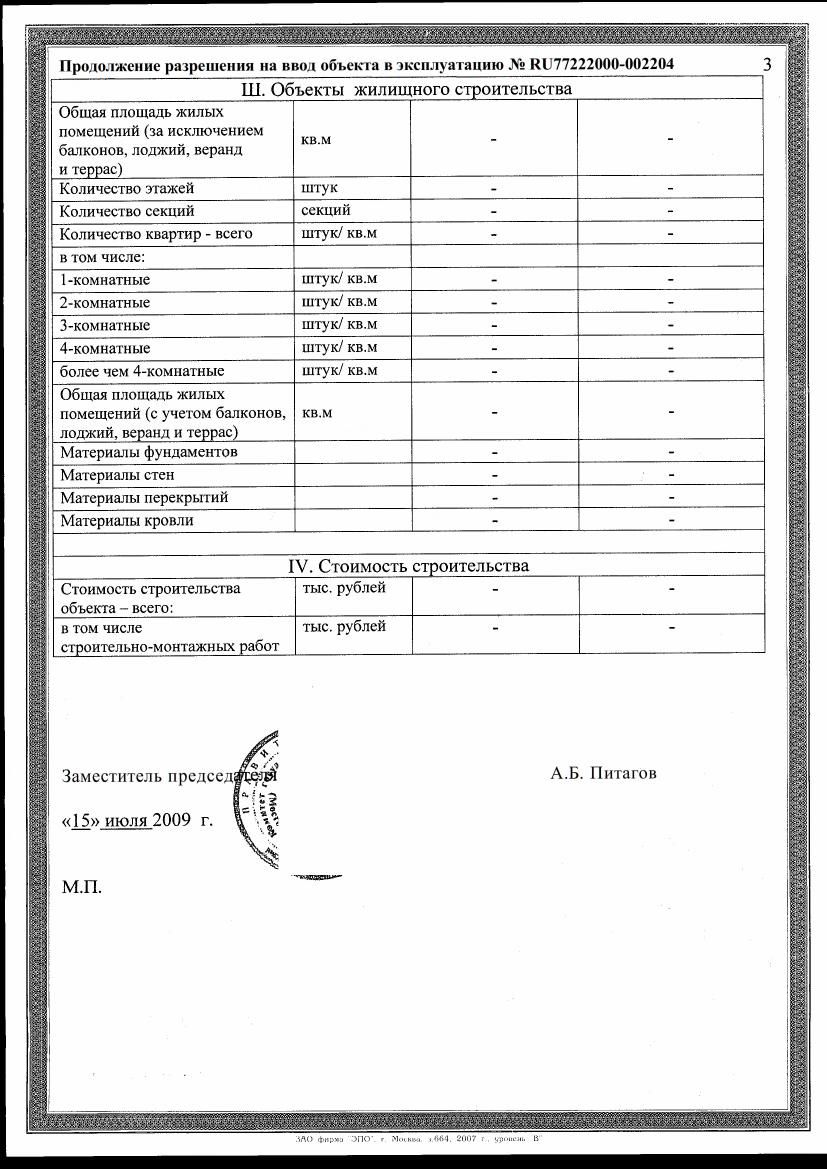 Продолжение разрешения на ввод объекта в эксплуатацию № RU77222000-002204 3
Ш. Объекты жилищного строительства
Общая площадь жилых
помещений (за исключением
балконов, лоджий, веранд
и террас) кв.м - -
Количество этажей штук - -
Количество секций секций - -
Количество квартир - всего штук/ кв.м - -
в том числе:
1-комнатные штук/ кв.м - -
2-комнатные штук/ кв.м - -
3-комнатные штук/ кв.м - -
4-комнатные штук/ кв.м - -
более чем 4-комнатные штук/ кв.м - -
Общая площадь жилых
помещений (с учетом балконов,
лоджий, веранд и террас) кв.м - -
Материалы фундаментов - -
Материалы стен - -
Материалы перекрытий - -
Материалы кровли - -
IV. Стоимость строительства
Стоимость строительства тыс. рублей - -
объекта – всего:
в том числе тыс. рублей - -
строительно-монтажных работ
Заместитель председателя А.Б. Питагов
«15» июля 2009 г.
М.П.
ЗАО фирма "ЭПО", г. Москва, з.664, 2007 г., уровень "В"